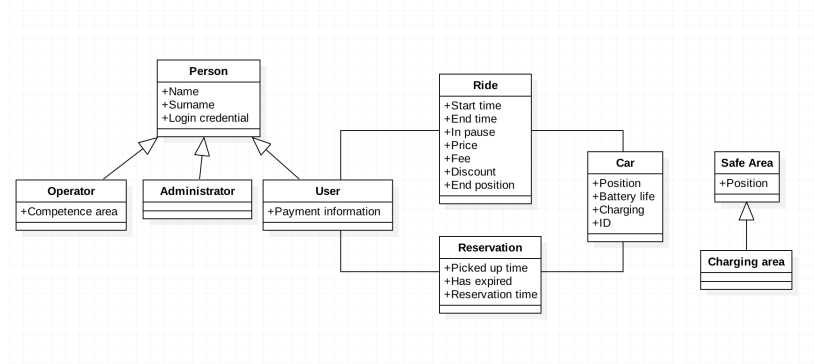 Person
+Name
+Surname
+Login credential
Operator
+Competence area
Administrator
User
+Payment information
Ride
+Start time
+End time
+In pause
+Price
+Fee
+Discount
+End position
Reservation
+Picked up time
+Has expired
+Reservation time
Car
+Position
+Battery life
+Charging
+ID
Safe Area
+Position
Charging area